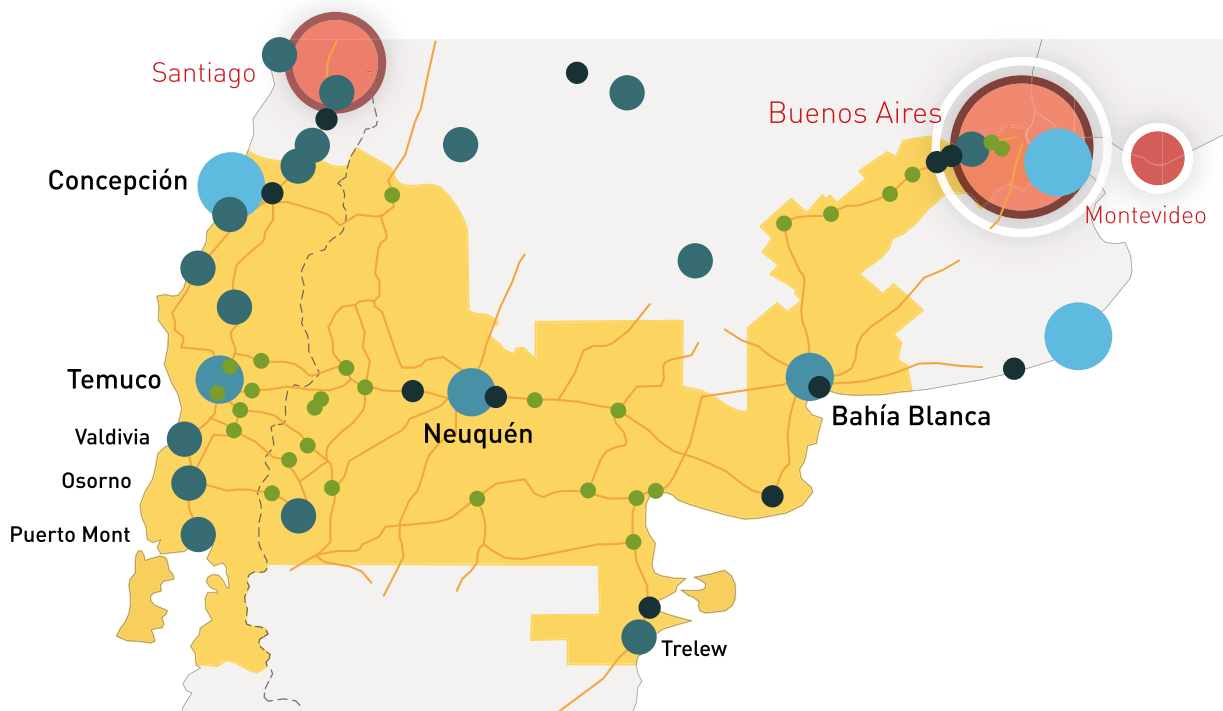 Santiago
Buenos Aires
Concepción
Montevideo
Temuco
Bahía Blanca
Neuquén
Valdivia
Osorno
Puerto Mont
Trelew